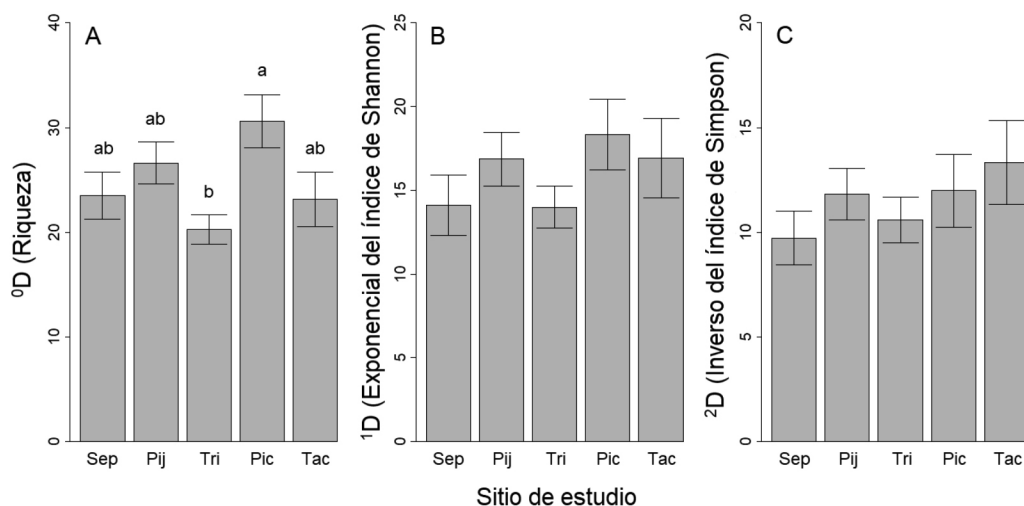 A
⁰D (Riqueza)
40
30
20
10
0
ab
ab
b
a
ab
Sep Pij Tri Pic Tac
B
¹D (Exponencial del índice de Shannon)
25
20
15
10
5
0
Sep Pij Tri Pic Tac
C
²D (Inverso del índice de Simpson)
20
15
10
5
0
Sep Pij Tri Pic Tac
Sitio de estudio